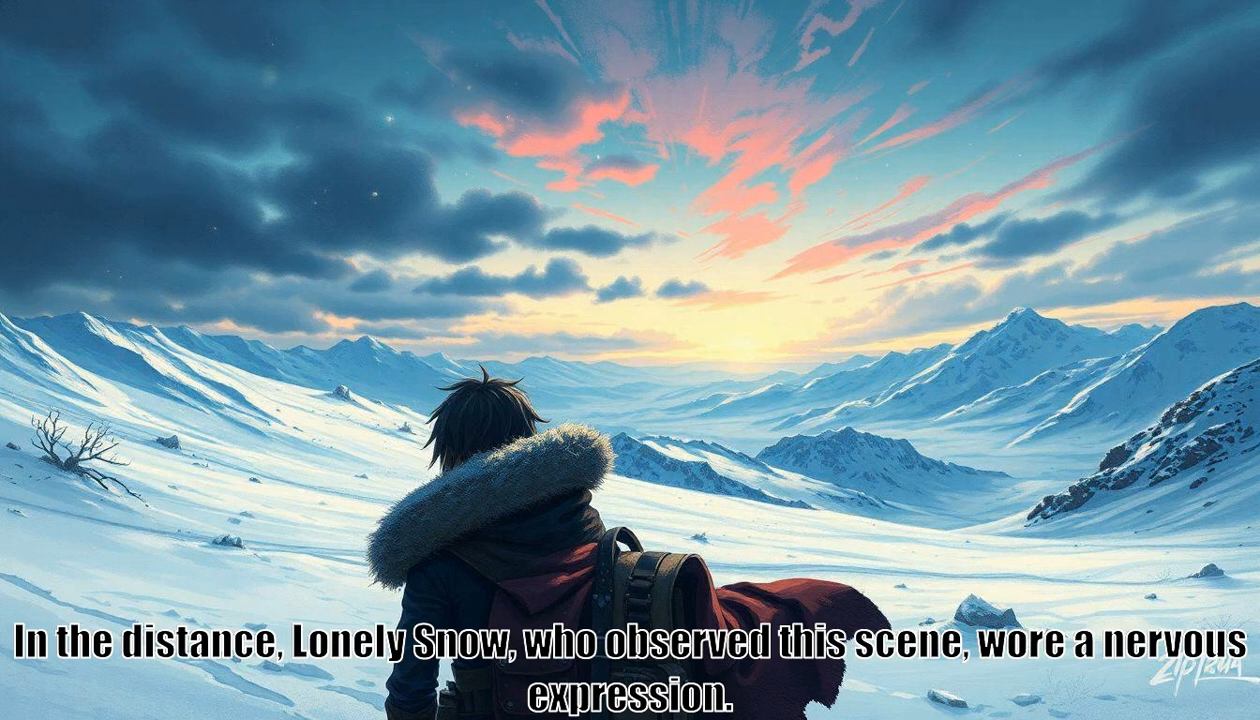 In the distance, Lonely Snow, who observed this scene, wore a nervous
expression.